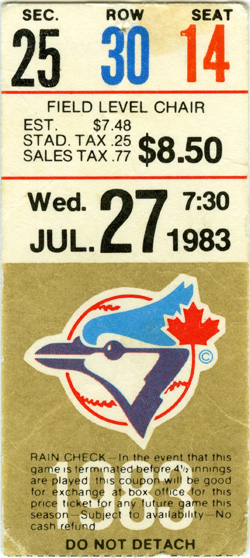 SEC. ROW SEAT
25 30 14
FIELD LEVEL CHAIR
EST. $7.48
STAD. TAX .25
SALES TAX .77 $8.50
Wed. 27 7:30
JUL. 1983
©
RAIN CHECK—In the event that this
game is terminated before 4½ innings
are played this coupon will be good
for exchange at box office for this
price ticket for any future game this
season—Subject to availability—No
cash refund
DO NOT DETACH